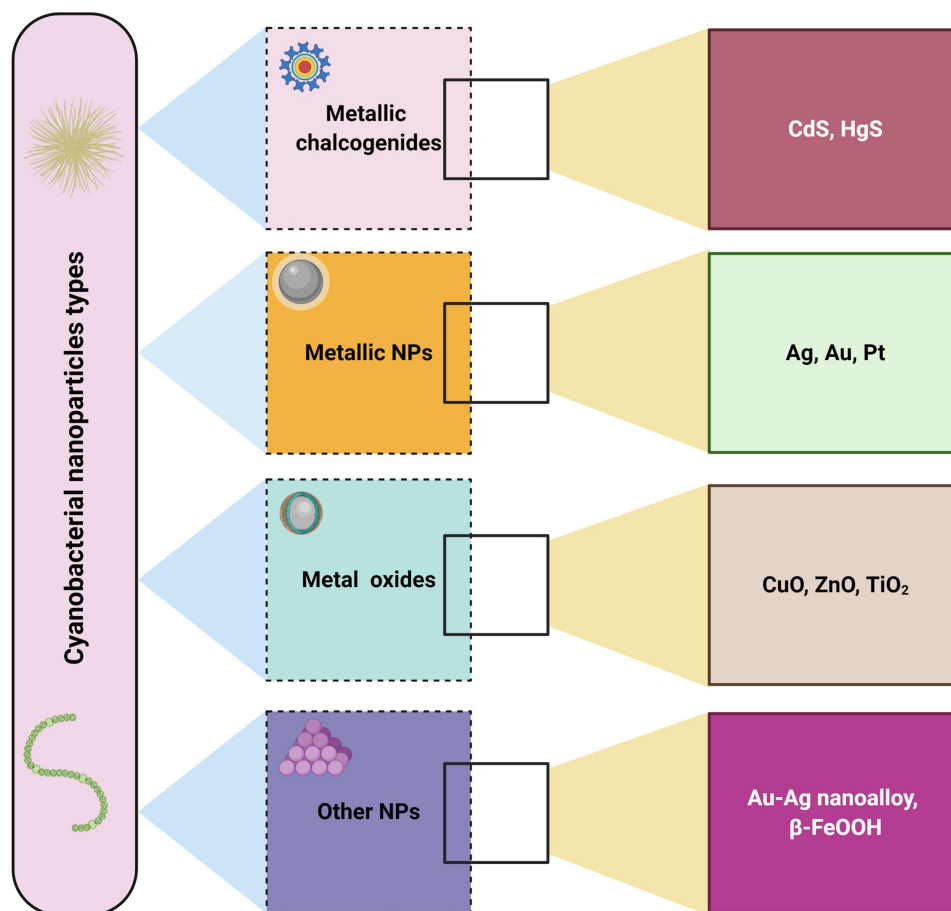 Cyanobacterial nanoparticles types
Metallic
chalcogenides
CdS, HgS
Metallic NPs
Ag, Au, Pt
Metal oxides
CuO, ZnO, TiO₂
Other NPs
Au-Ag nanoalloy,
β-FeOOH